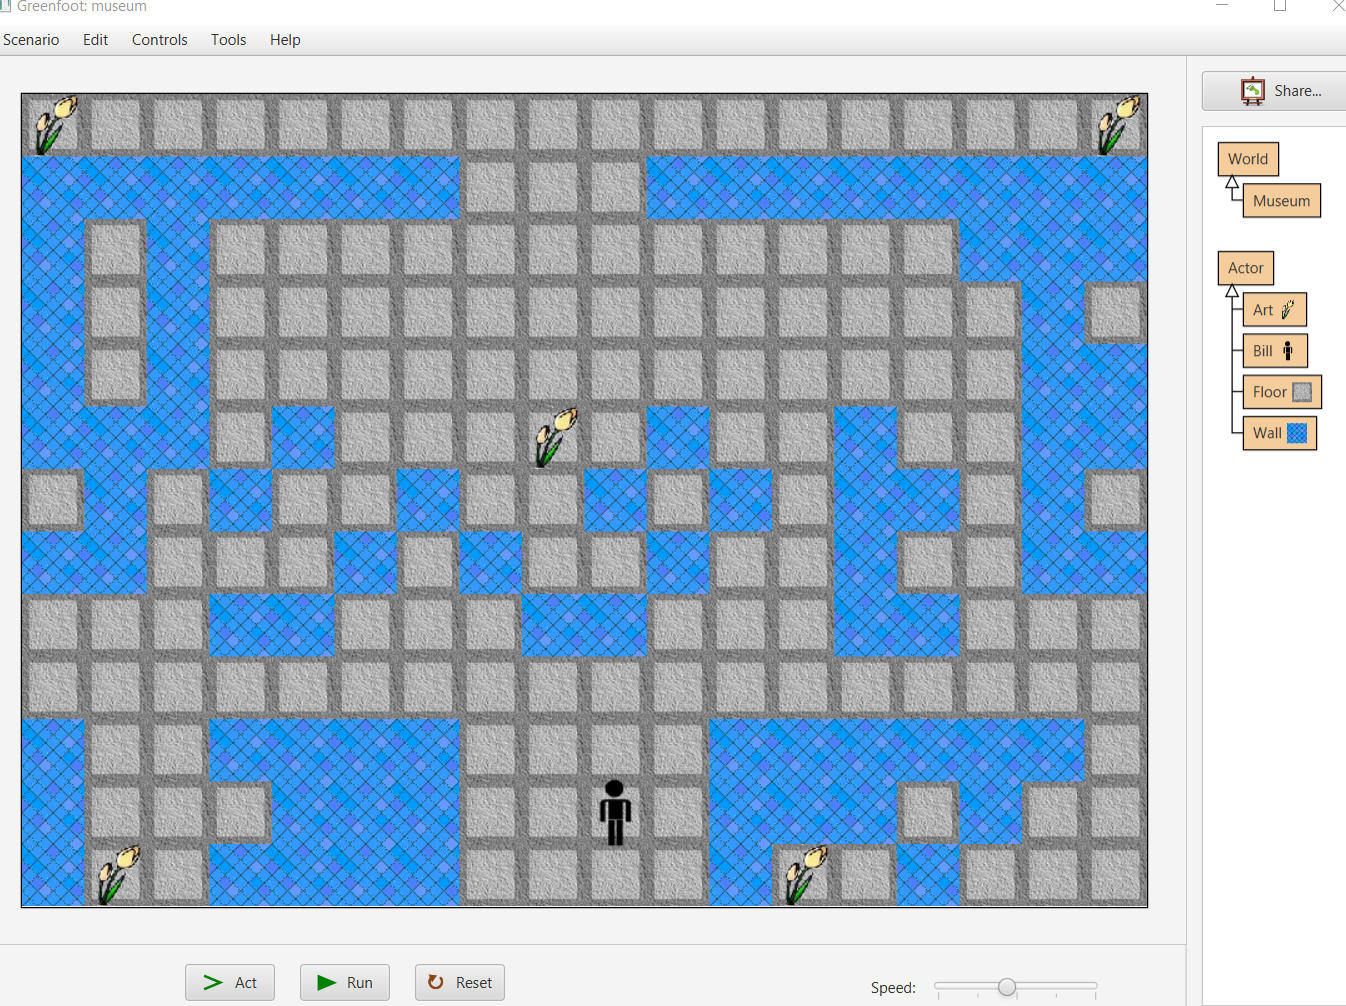 Greenfoot: museum
Scenario Edit Controls Tools Help
Share...
World
Museum
Actor
Art
Bill
Floor
Wall
Act Run Reset Speed: